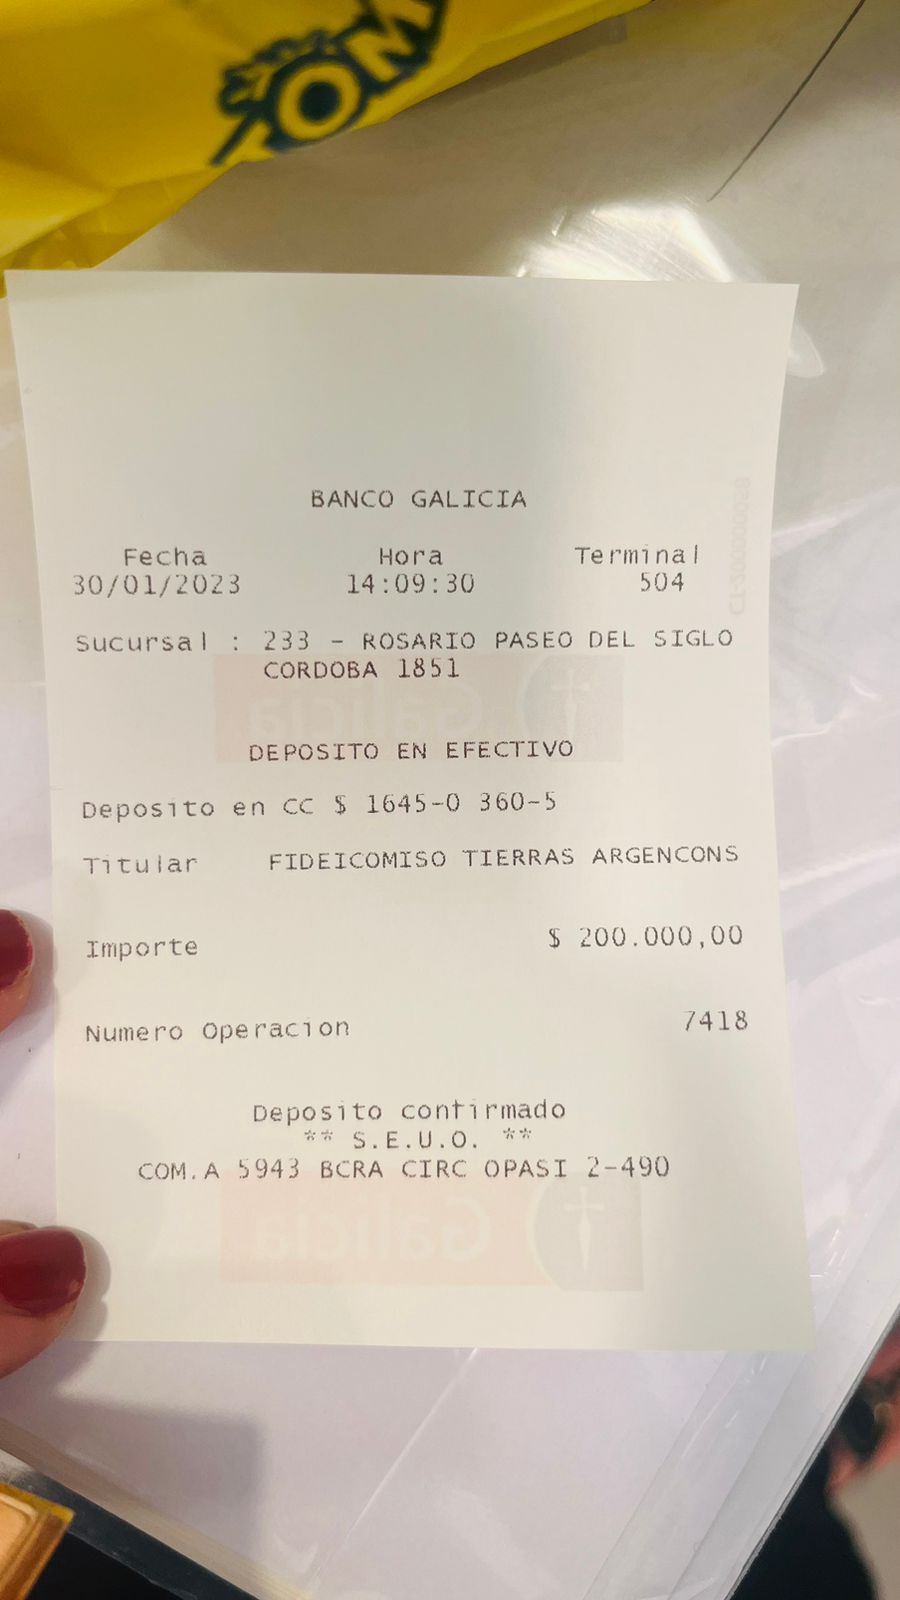 BANCO GALICIA
Fecha Hora Terminal
30/01/2023 14:09:30 504
Sucursal : 233 - ROSARIO PASEO DEL SIGLO
CORDOBA 1851
DEPOSITO EN EFECTIVO
Deposito en CC $ 1645-0 360-5
Titular FIDEICOMISO TIERRAS ARGENCONS
Importe $ 200.000,00
Numero Operacion 7418
Deposito confirmado
** S.E.U.O. **
COM.A 5943 BCRA CIRC OPASI 2-490
Galicia
Galicia